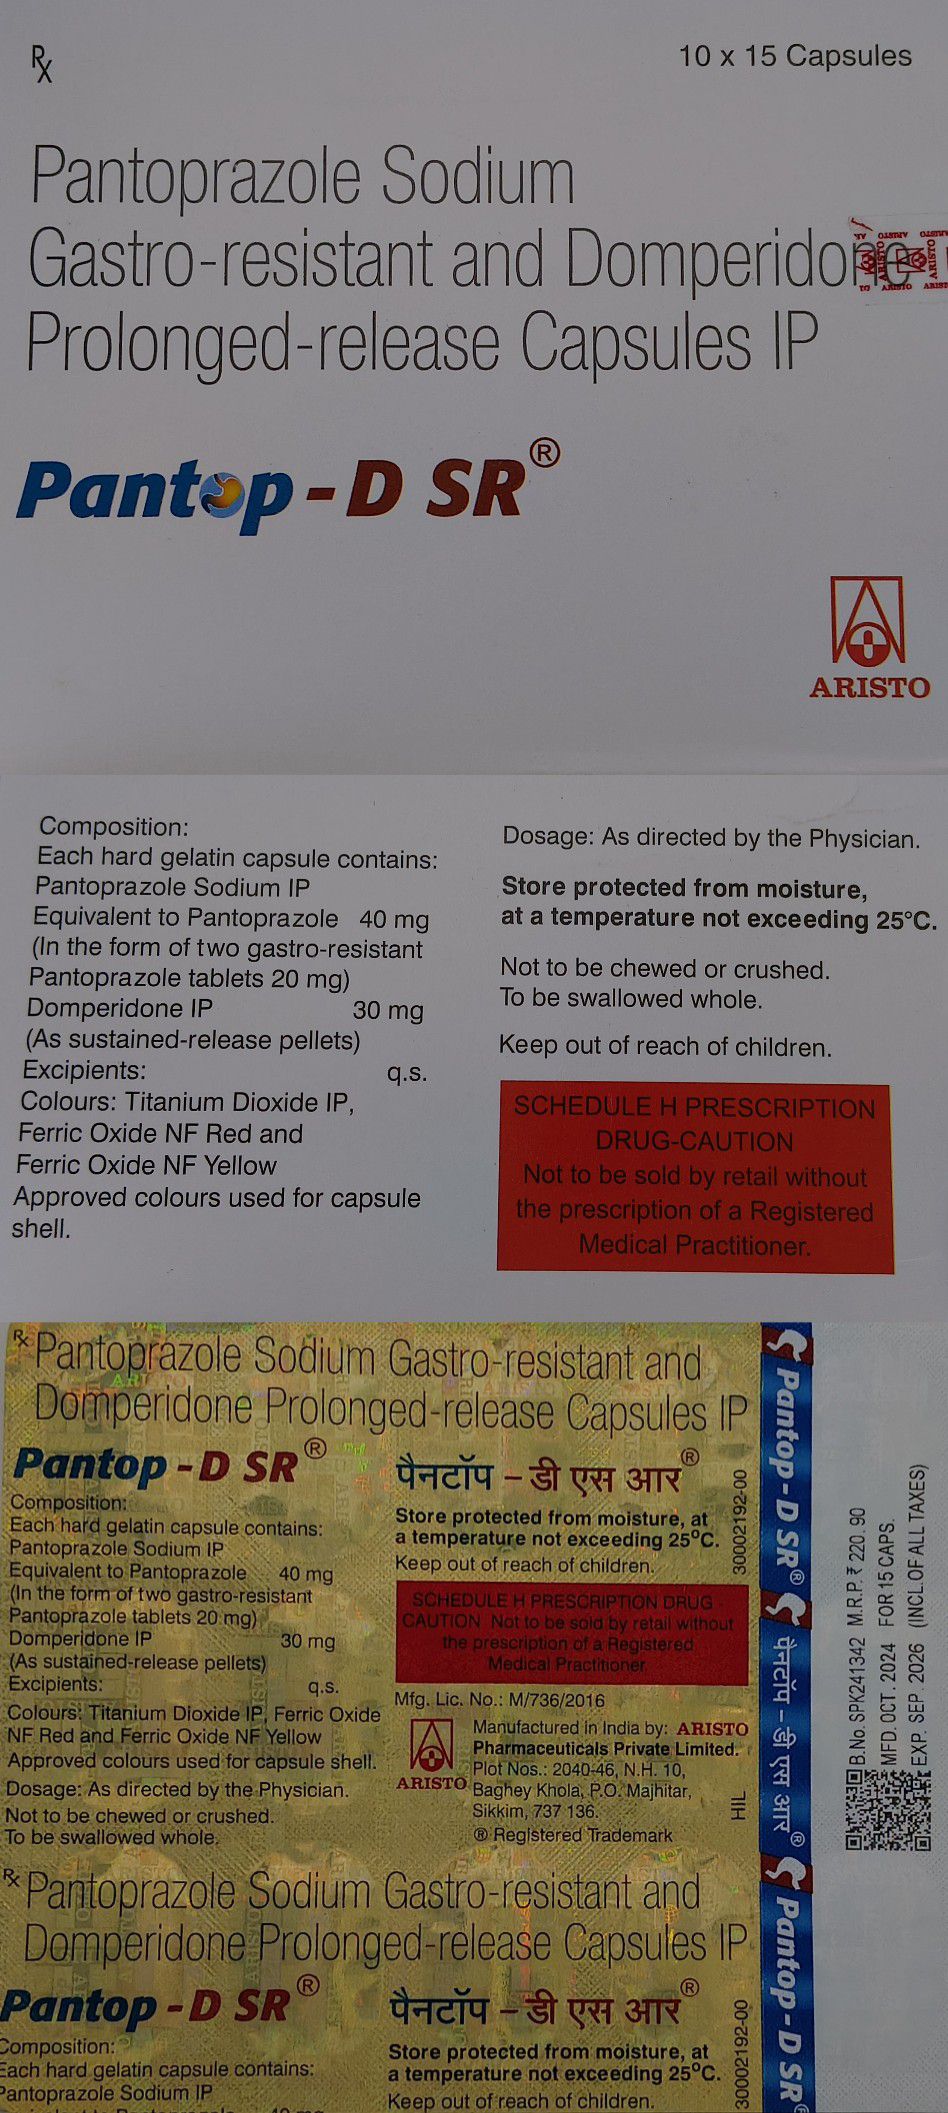 Rx
10 x 15 Capsules
Pantoprazole Sodium
Gastro-resistant and Domperidone
Prolonged-release Capsules IP
Pantop - D SR®
ARISTO
Composition:
Each hard gelatin capsule contains:
Pantoprazole Sodium IP
Equivalent to Pantoprazole 40 mg
(In the form of two gastro-resistant
Pantoprazole tablets 20 mg)
Domperidone IP 30 mg
(As sustained-release pellets)
Excipients: q.s.
Colours: Titanium Dioxide IP,
Ferric Oxide NF Red and
Ferric Oxide NF Yellow
Approved colours used for capsule
shell.
Dosage: As directed by the Physician.
Store protected from moisture,
at a temperature not exceeding 25°C.
Not to be chewed or crushed.
To be swallowed whole.
Keep out of reach of children.
SCHEDULE H PRESCRIPTION
DRUG-CAUTION
Not to be sold by retail without
the prescription of a Registered
Medical Practitioner.
Rx Pantoprazole Sodium Gastro-resistant and
Domperidone Prolonged-release Capsules IP
Pantop - D SR®
Composition:
Each hard gelatin capsule contains:
Pantoprazole Sodium IP
Equivalent to Pantoprazole 40 mg
(In the form of two gastro-resistant
Pantoprazole tablets 20 mg)
Domperidone IP 30 mg
(As sustained-release pellets)
Excipients: q.s.
Colours: Titanium Dioxide IP, Ferric Oxide
NF Red and Ferric Oxide NF Yellow
Approved colours used for capsule shell.
Dosage: As directed by the Physician.
Not to be chewed or crushed.
To be swallowed whole.
पैनटॉप - डी एस आर®
Store protected from moisture, at
a temperature not exceeding 25°C.
Keep out of reach of children.
SCHEDULE H PRESCRIPTION DRUG -
CAUTION Not to be sold by retail without
the prescription of a Registered
Medical Practitioner.
Mfg. Lic. No.: M/736/2016
ARISTO
Manufactured in India by: ARISTO
Pharmaceuticals Private Limited.
Plot Nos.: 2040-46, N.H. 10,
Baghey Khola, P.O. Majhitar,
Sikkim, 737 136.
® Registered Trademark
30002192-00
HIL
Pantop - D SR®
पैनटॉप - डी एस आर®
Pantop - D SR®
B.No. SPK241342 M.R.P. ₹ 220.90
MFD. OCT. 2024 FOR 15 CAPS.
EXP. SEP. 2026 (INCL.OF ALL TAXES)
Rx Pantoprazole Sodium Gastro-resistant and
Domperidone Prolonged-release Capsules IP
Pantop - D SR®
Composition:
Each hard gelatin capsule contains:
Pantoprazole Sodium IP
पैनटॉप - डी एस आर®
Store protected from moisture, at
a temperature not exceeding 25°C.
Keep out of reach of children.
30002192-00